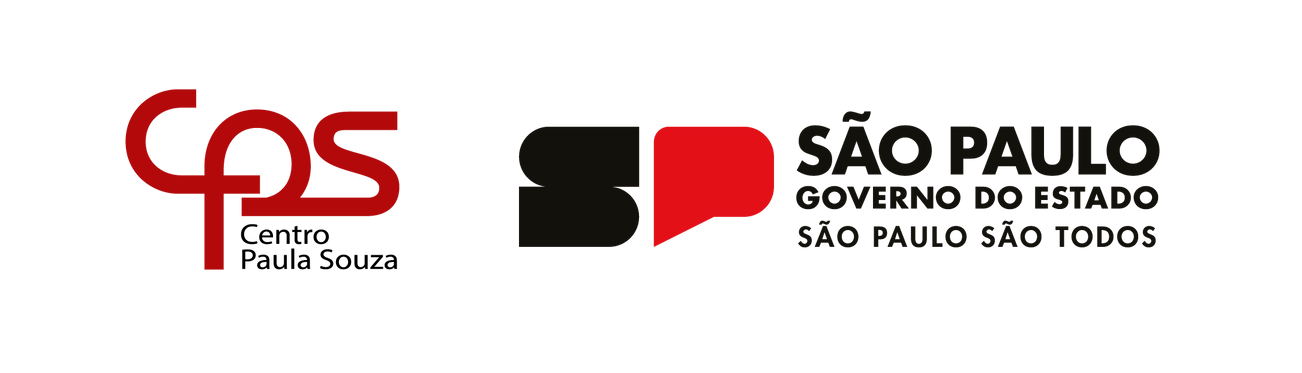 cps
Centro
Paula Souza
SP
SÃO PAULO
GOVERNO DO ESTADO
SÃO PAULO SÃO TODOS